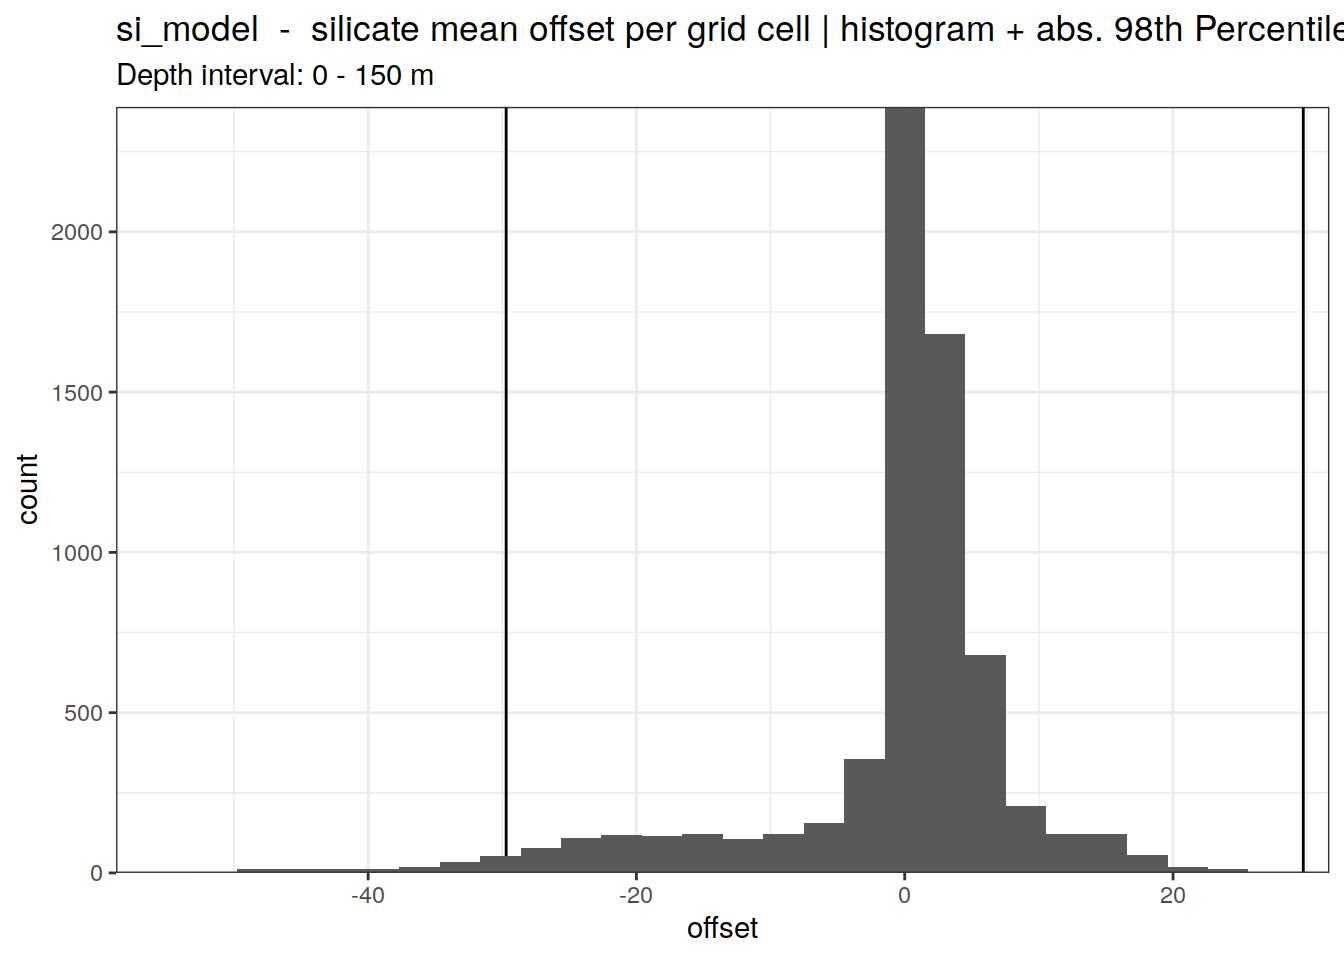 si_model  -  silicate mean offset per grid cell | histogram + abs. 98th Percentile
Depth interval: 0 - 150 m
2000
1500
1000
500
0
count
-40
-20
0
20
offset